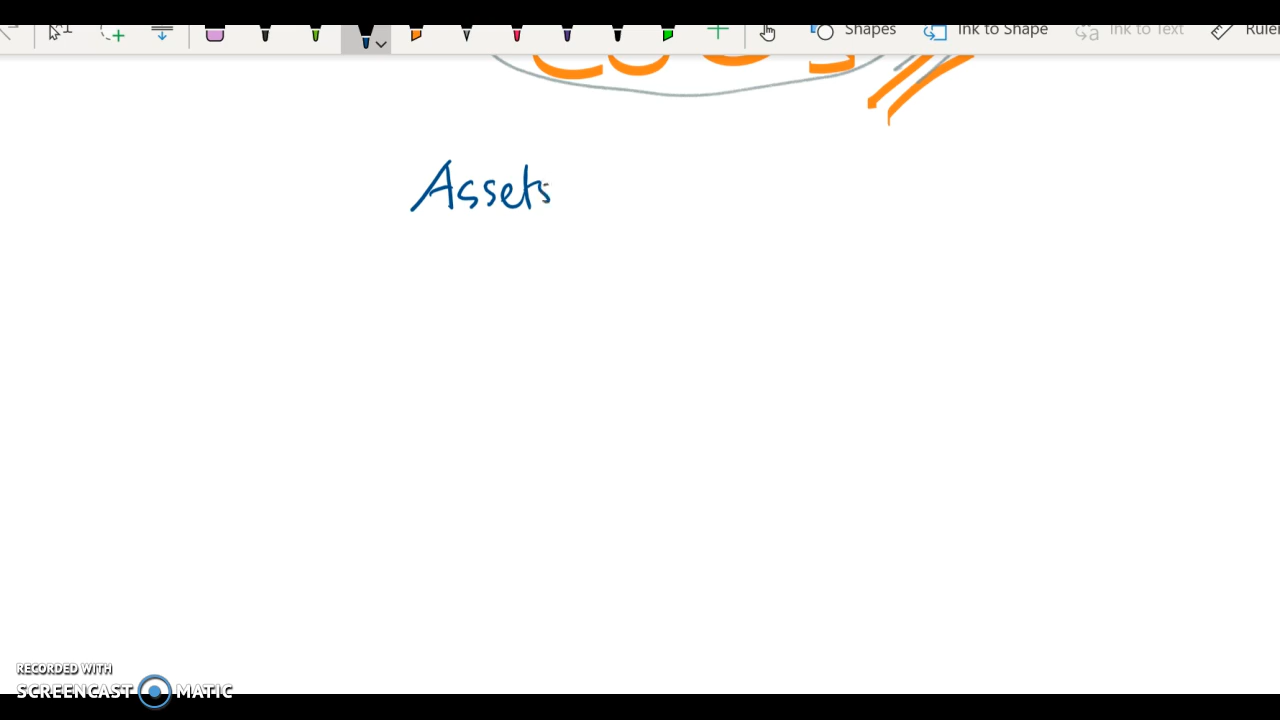 Shapes
Ink to Shape
Ink to Text
Ruler
Assets
RECORDED WITH
SCREENCAST MATIC